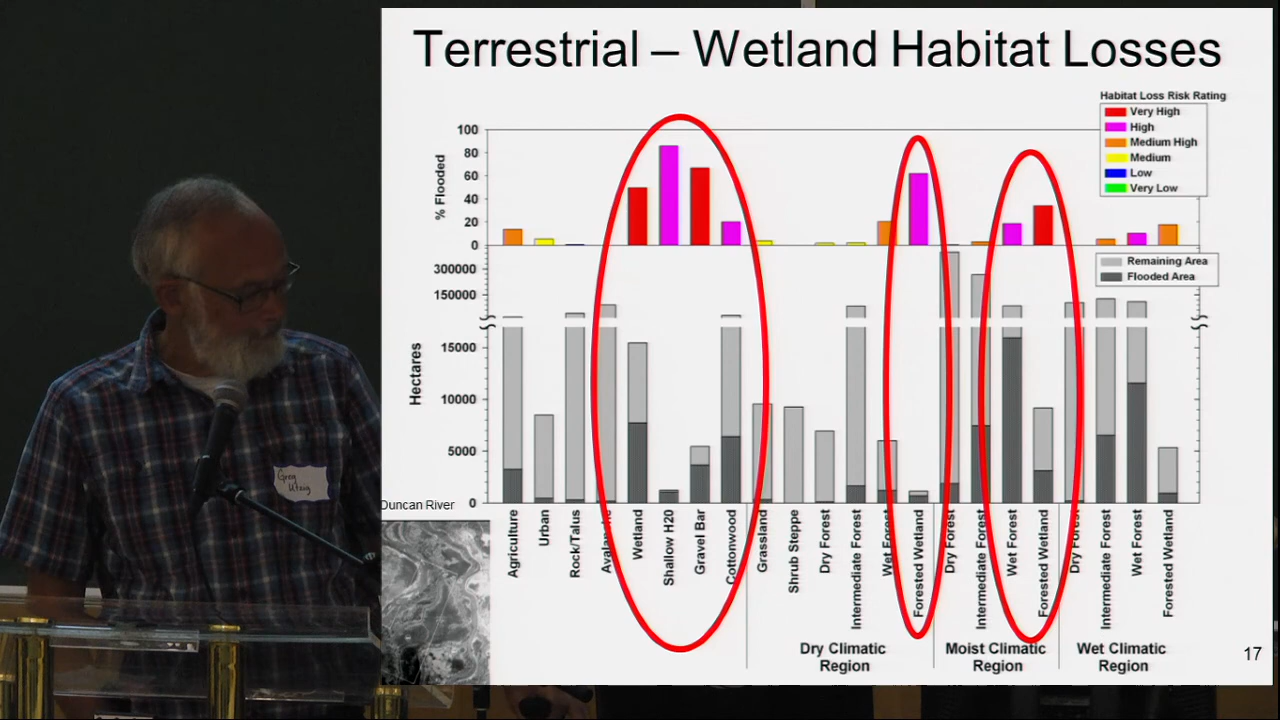 Terrestrial – Wetland Habitat Losses
Habitat Loss Risk Rating
Very High
High
Medium High
Medium
Low
Very Low
% Flooded
100
80
60
40
20
0
Remaining Area
Flooded Area
Hectares
300000
150000
15000
10000
5000
0
Agriculture
Urban
Rock/Talus
Avalanche
Wetland
Shallow H20
Gravel Bar
Cottonwood
Grassland
Shrub Steppe
Dry Forest
Intermediate Forest
Wet Forest
Forested Wetland
Dry Forest
Intermediate Forest
Wet Forest
Forested Wetland
Dry Forest
Intermediate Forest
Wet Forest
Forested Wetland
Dry Climatic
Region
Moist Climatic
Region
Wet Climatic
Region
17
Duncan River
Greg
Utzig